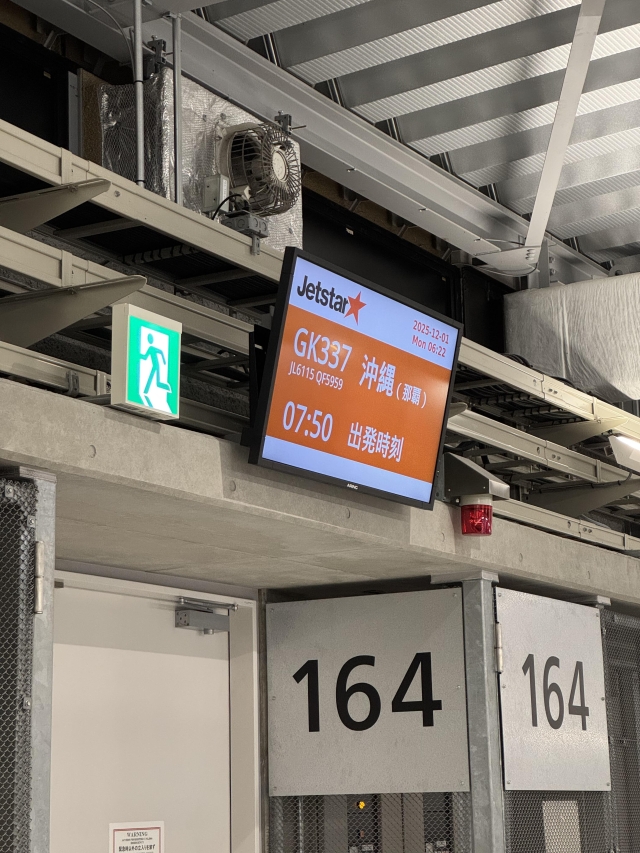 Jetstar
2025-12-01
Mon 06:22
GK337 沖縄(那覇)
JL6115 QF5959
07:50 出発時刻
164
164
WARNING